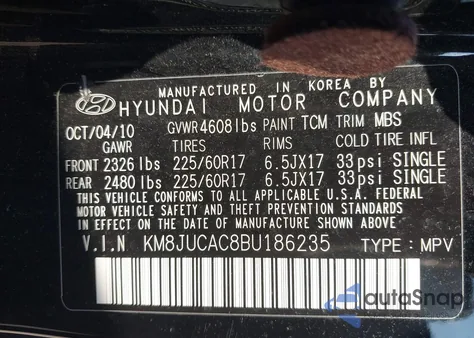 MANUFACTURED IN KOREA BY
HYUNDAI MOTOR COMPANY
OCT/04/10 GVWR 4608 lbs PAINT TCM TRIM MBS
GAWR TIRES RIMS COLD TIRE INFL
FRONT 2326 lbs 225/60R17 6.5JX17 33psi SINGLE
REAR 2480 lbs 225/60R17 6.5JX17 33psi SINGLE
THIS VEHICLE CONFORMS TO ALL APPLICABLE U.S.A. FEDERAL
MOTOR VEHICLE SAFETY AND THEFT PREVENTION STANDARDS
IN EFFECT ON THE DATE OF MANUFACTURE SHOWN ABOVE.
V.I.N KM8JUCAC8BU186235 TYPE : MPV
autoSnap